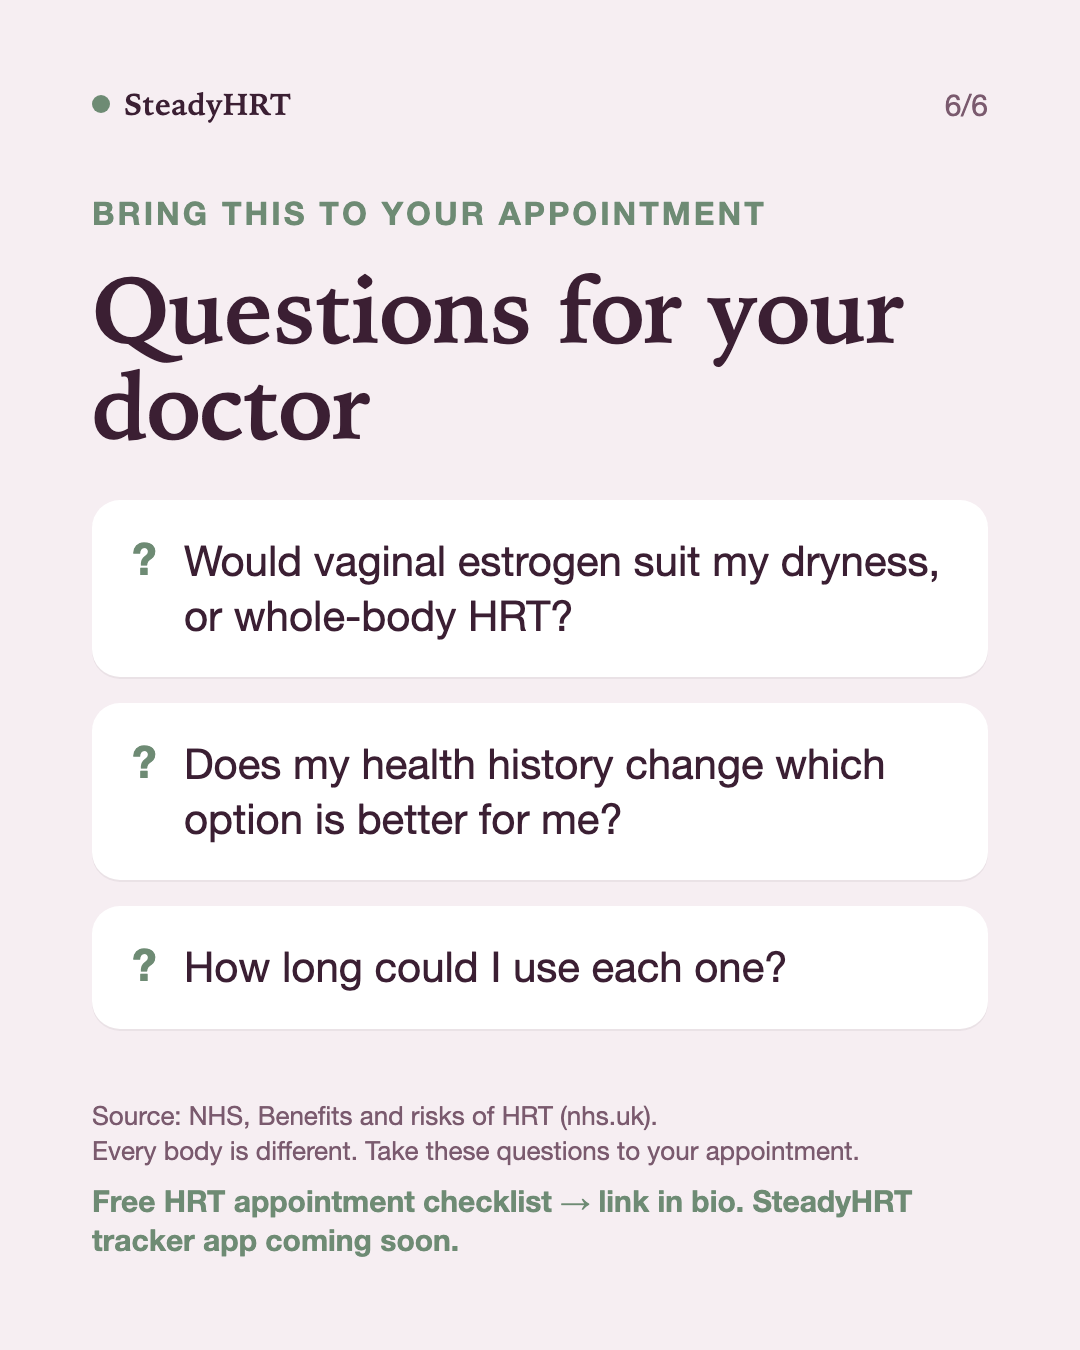 SteadyHRT
6/6
BRING THIS TO YOUR APPOINTMENT
Questions for your
doctor
? Would vaginal estrogen suit my dryness,
or whole-body HRT?
? Does my health history change which
option is better for me?
? How long could I use each one?
Source: NHS, Benefits and risks of HRT (nhs.uk).
Every body is different. Take these questions to your appointment.
Free HRT appointment checklist → link in bio. SteadyHRT
tracker app coming soon.